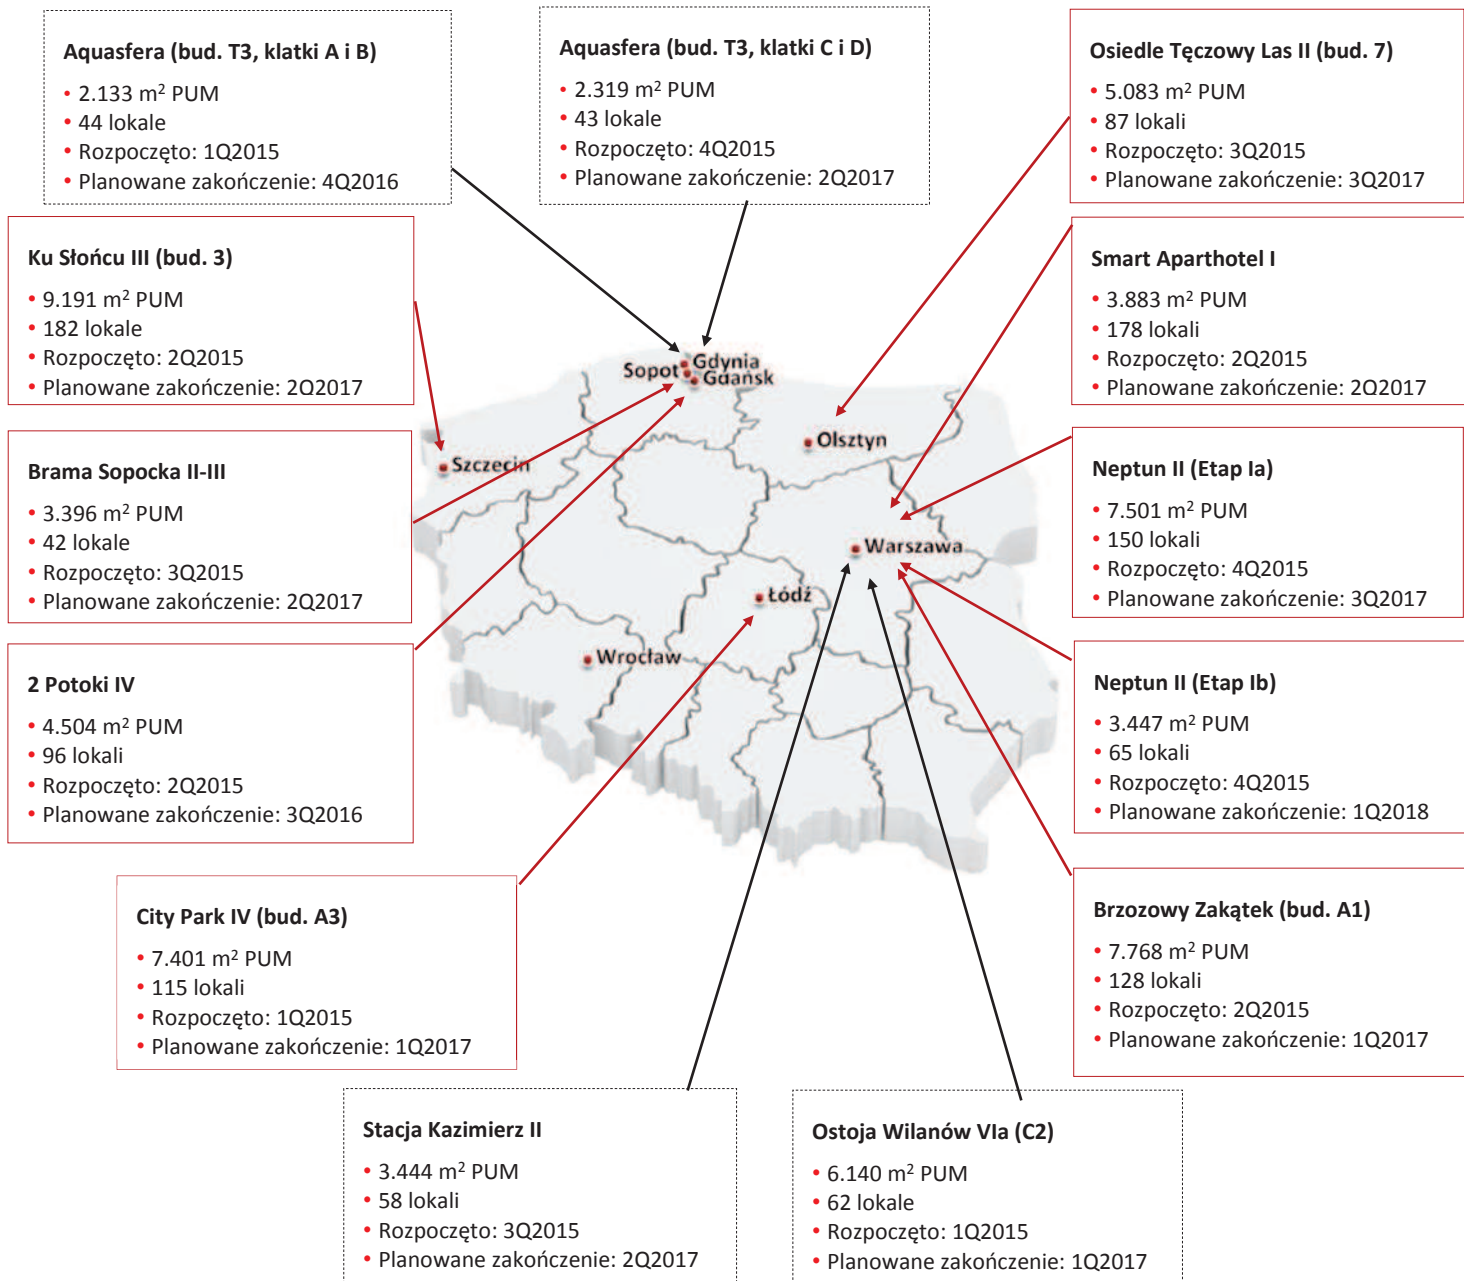 Aquasfera (bud. T3, klatki A i B)
• 2.133 m² PUM
• 44 lokale
• Rozpoczęto: 1Q2015
• Planowane zakończenie: 4Q2016
Aquasfera (bud. T3, klatki C i D)
• 2.319 m² PUM
• 43 lokale
• Rozpoczęto: 4Q2015
• Planowane zakończenie: 2Q2017
Osiedle Tęczowy Las II (bud. 7)
• 5.083 m² PUM
• 87 lokali
• Rozpoczęto: 3Q2015
• Planowane zakończenie: 3Q2017
Ku Słońcu III (bud. 3)
• 9.191 m² PUM
• 182 lokale
• Rozpoczęto: 2Q2015
• Planowane zakończenie: 2Q2017
Smart Aparthotel I
• 3.883 m² PUM
• 178 lokali
• Rozpoczęto: 2Q2015
• Planowane zakończenie: 2Q2017
Gdynia
Sopot
Gdańsk
Olsztyn
Szczecin
Warszawa
Łódź
Wrocław
Brama Sopocka II-III
• 3.396 m² PUM
• 42 lokale
• Rozpoczęto: 3Q2015
• Planowane zakończenie: 2Q2017
Neptun II (Etap Ia)
• 7.501 m² PUM
• 150 lokali
• Rozpoczęto: 4Q2015
• Planowane zakończenie: 3Q2017
2 Potoki IV
• 4.504 m² PUM
• 96 lokali
• Rozpoczęto: 2Q2015
• Planowane zakończenie: 3Q2016
Neptun II (Etap Ib)
• 3.447 m² PUM
• 65 lokali
• Rozpoczęto: 4Q2015
• Planowane zakończenie: 1Q2018
City Park IV (bud. A3)
• 7.401 m² PUM
• 115 lokali
• Rozpoczęto: 1Q2015
• Planowane zakończenie: 1Q2017
Brzozowy Zakątek (bud. A1)
• 7.768 m² PUM
• 128 lokali
• Rozpoczęto: 2Q2015
• Planowane zakończenie: 1Q2017
Stacja Kazimierz II
• 3.444 m² PUM
• 58 lokali
• Rozpoczęto: 3Q2015
• Planowane zakończenie: 2Q2017
Ostoja Wilanów VIa (C2)
• 6.140 m² PUM
• 62 lokale
• Rozpoczęto: 1Q2015
• Planowane zakończenie: 1Q2017